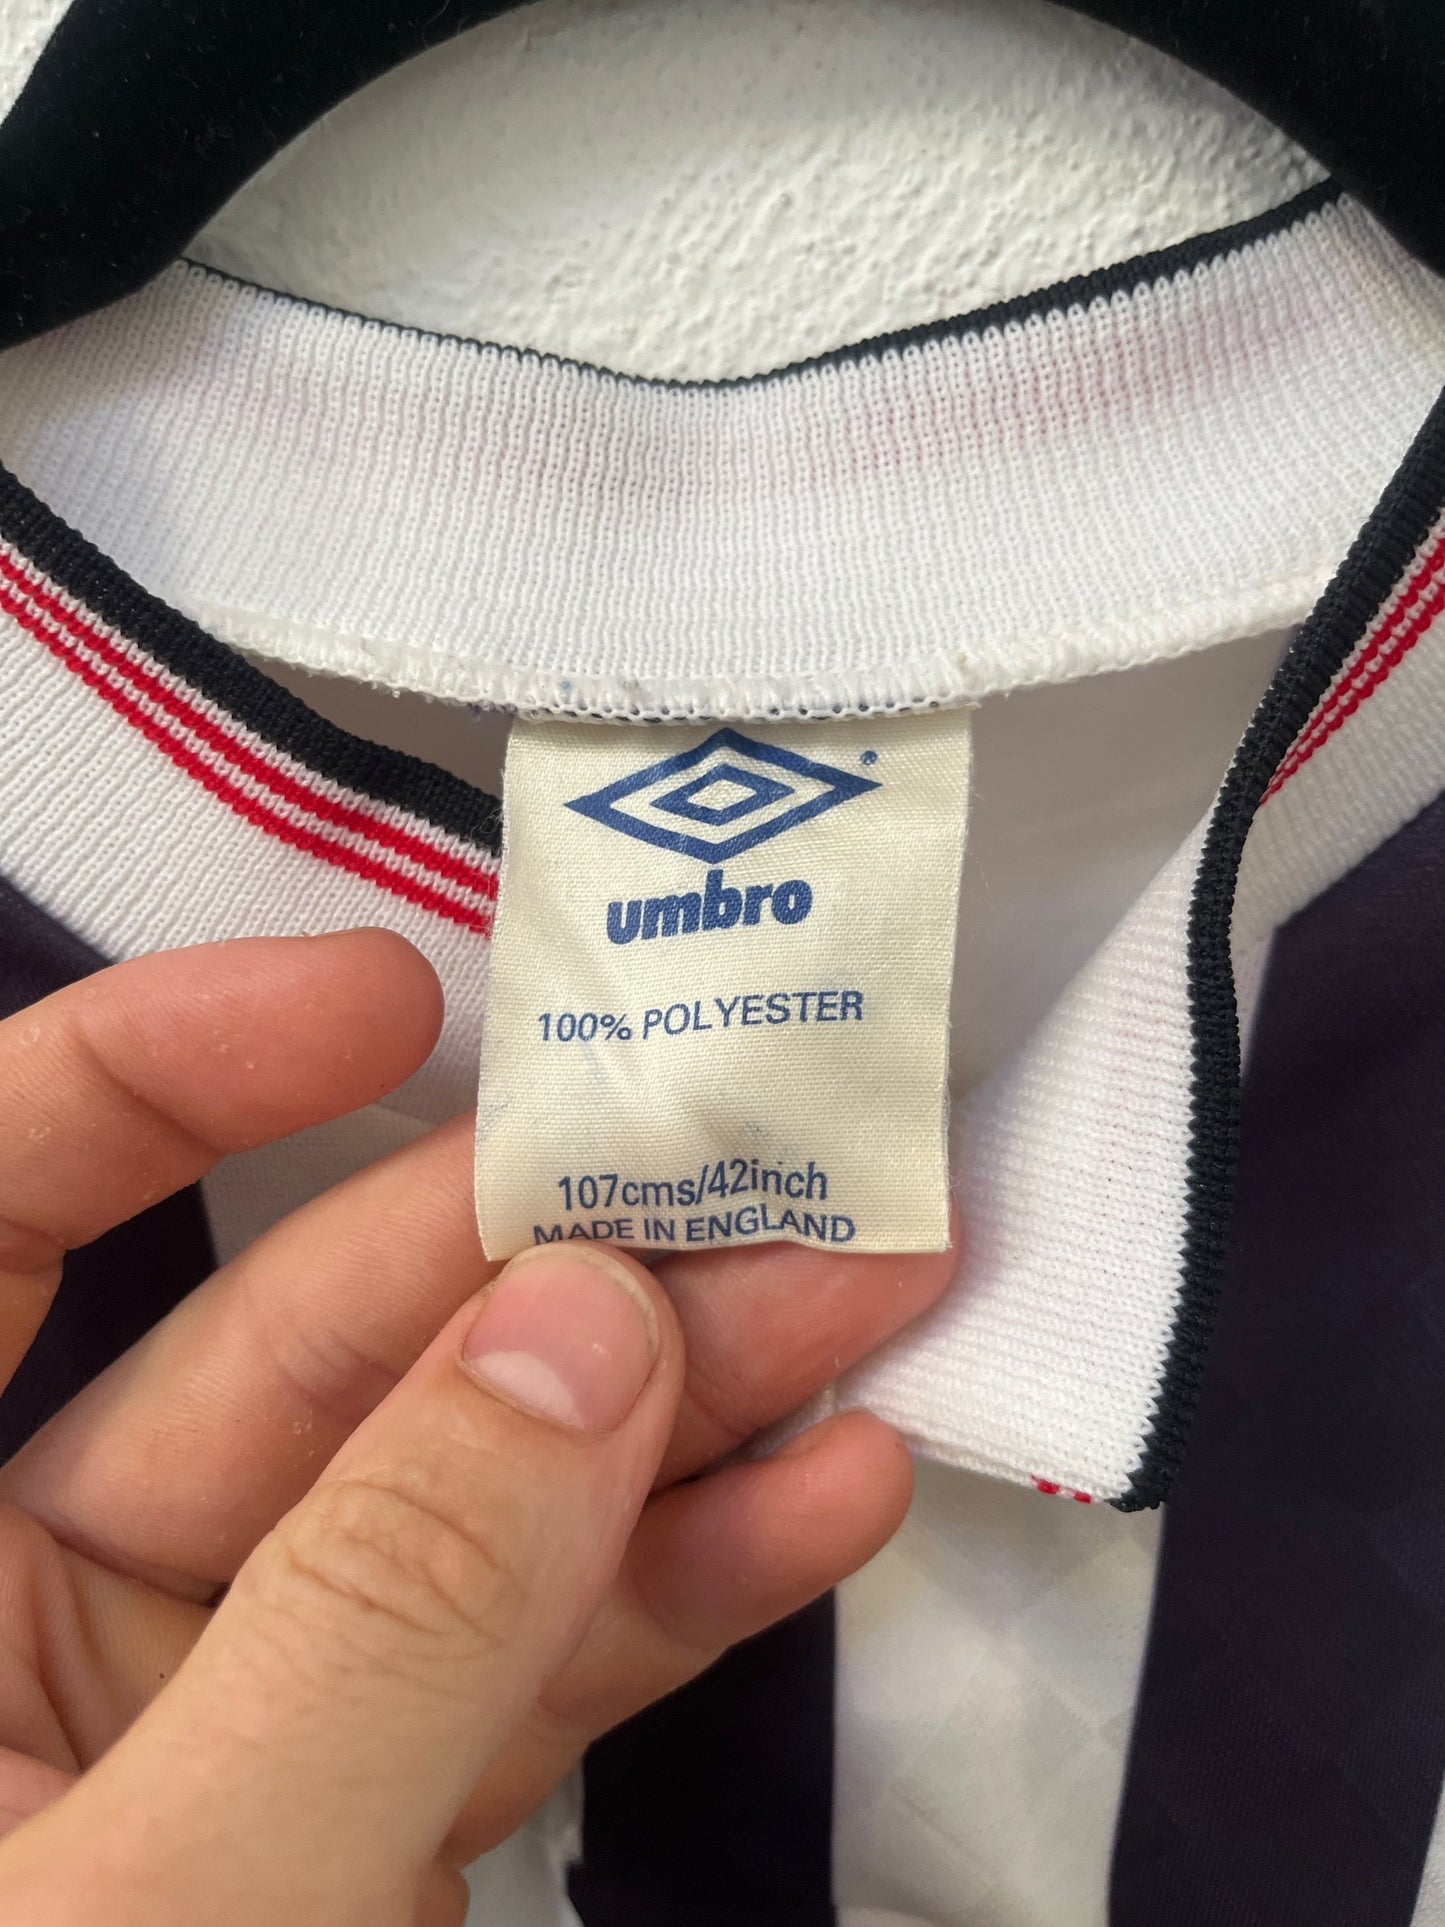 umbro
100% POLYESTER
107cms/42inch
MADE IN ENGLAND